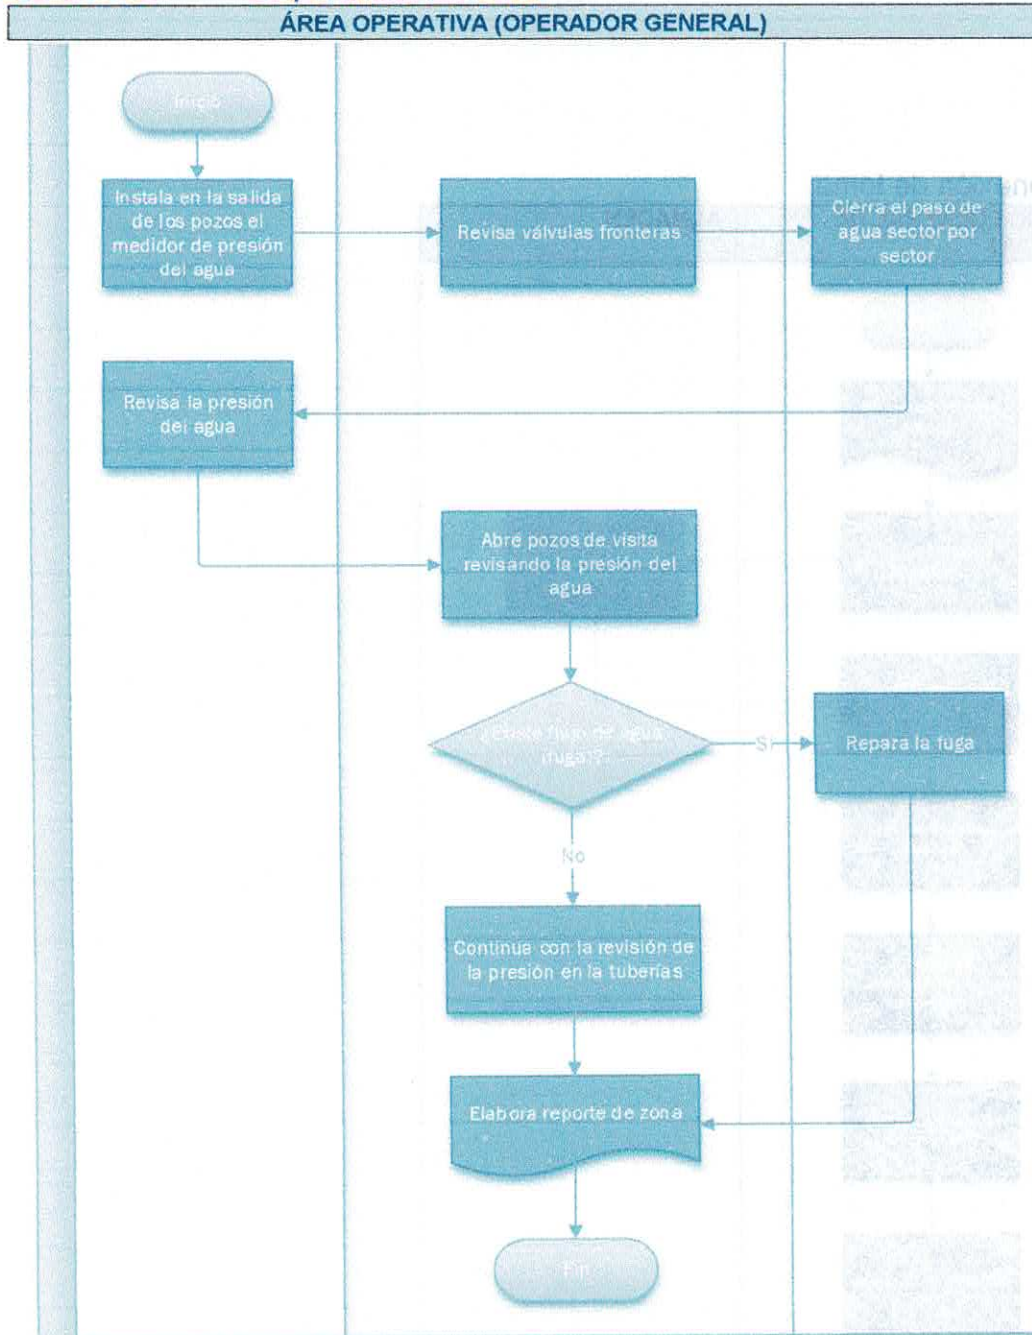 ÁREA OPERATIVA (OPERADOR GENERAL)
Inicio
Instala en la salida
de los pozos el
medidor de presión
del agua
Revisa válvulas fronteras
Cierra el paso de
agua sector por
sector
Revisa la presión
del agua
Abre pozos de visita
revisando la presión del
agua
¿Existe flujo de agua
(fuga)?
Si
Repara la fuga
No
Continua con la revisión de
la presión en la tuberías
Elabora reporte de zona
Fin